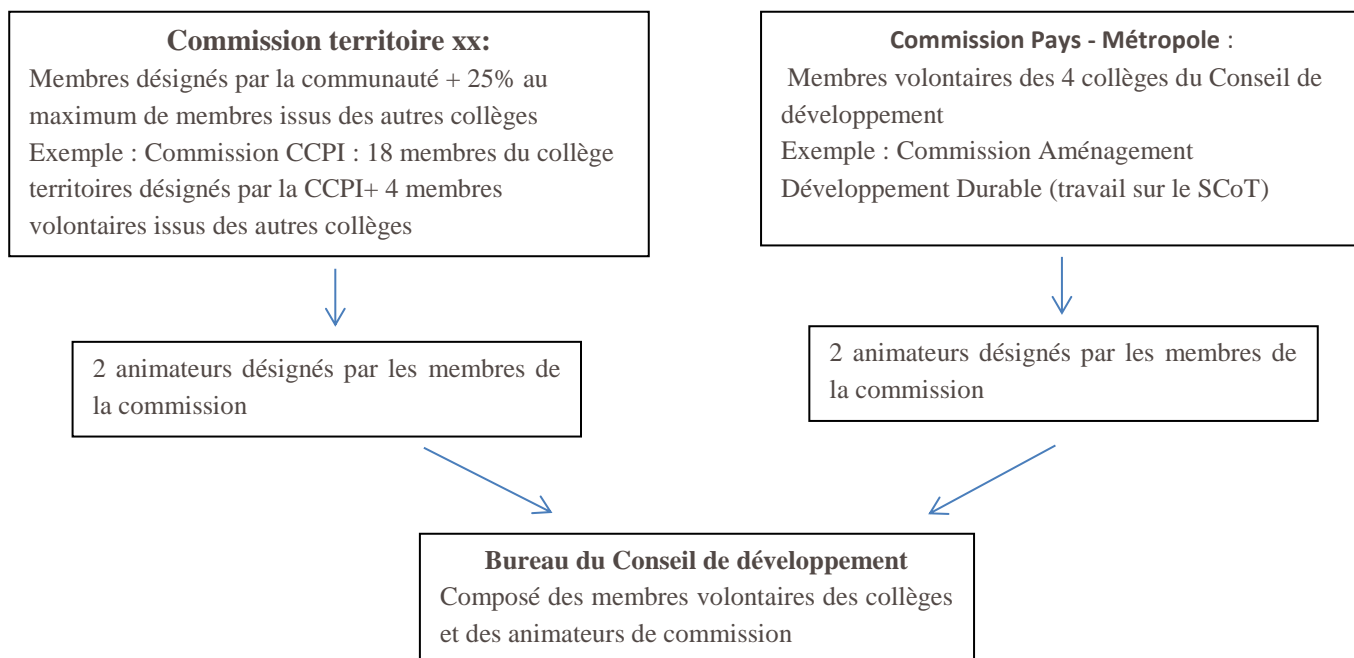 Commission territoire xx:
Membres désignés par la communauté + 25% au
maximum de membres issus des autres collèges
Exemple : Commission CCPI : 18 membres du collège
territoires désignés par la CCPI+ 4 membres
volontaires issus des autres collèges
Commission Pays - Métropole :
Membres volontaires des 4 collèges du Conseil de
développement
Exemple : Commission Aménagement
Développement Durable (travail sur le SCoT)
2 animateurs désignés par les membres de
la commission
2 animateurs désignés par les membres de
la commission
Bureau du Conseil de développement
Composé des membres volontaires des collèges
et des animateurs de commission